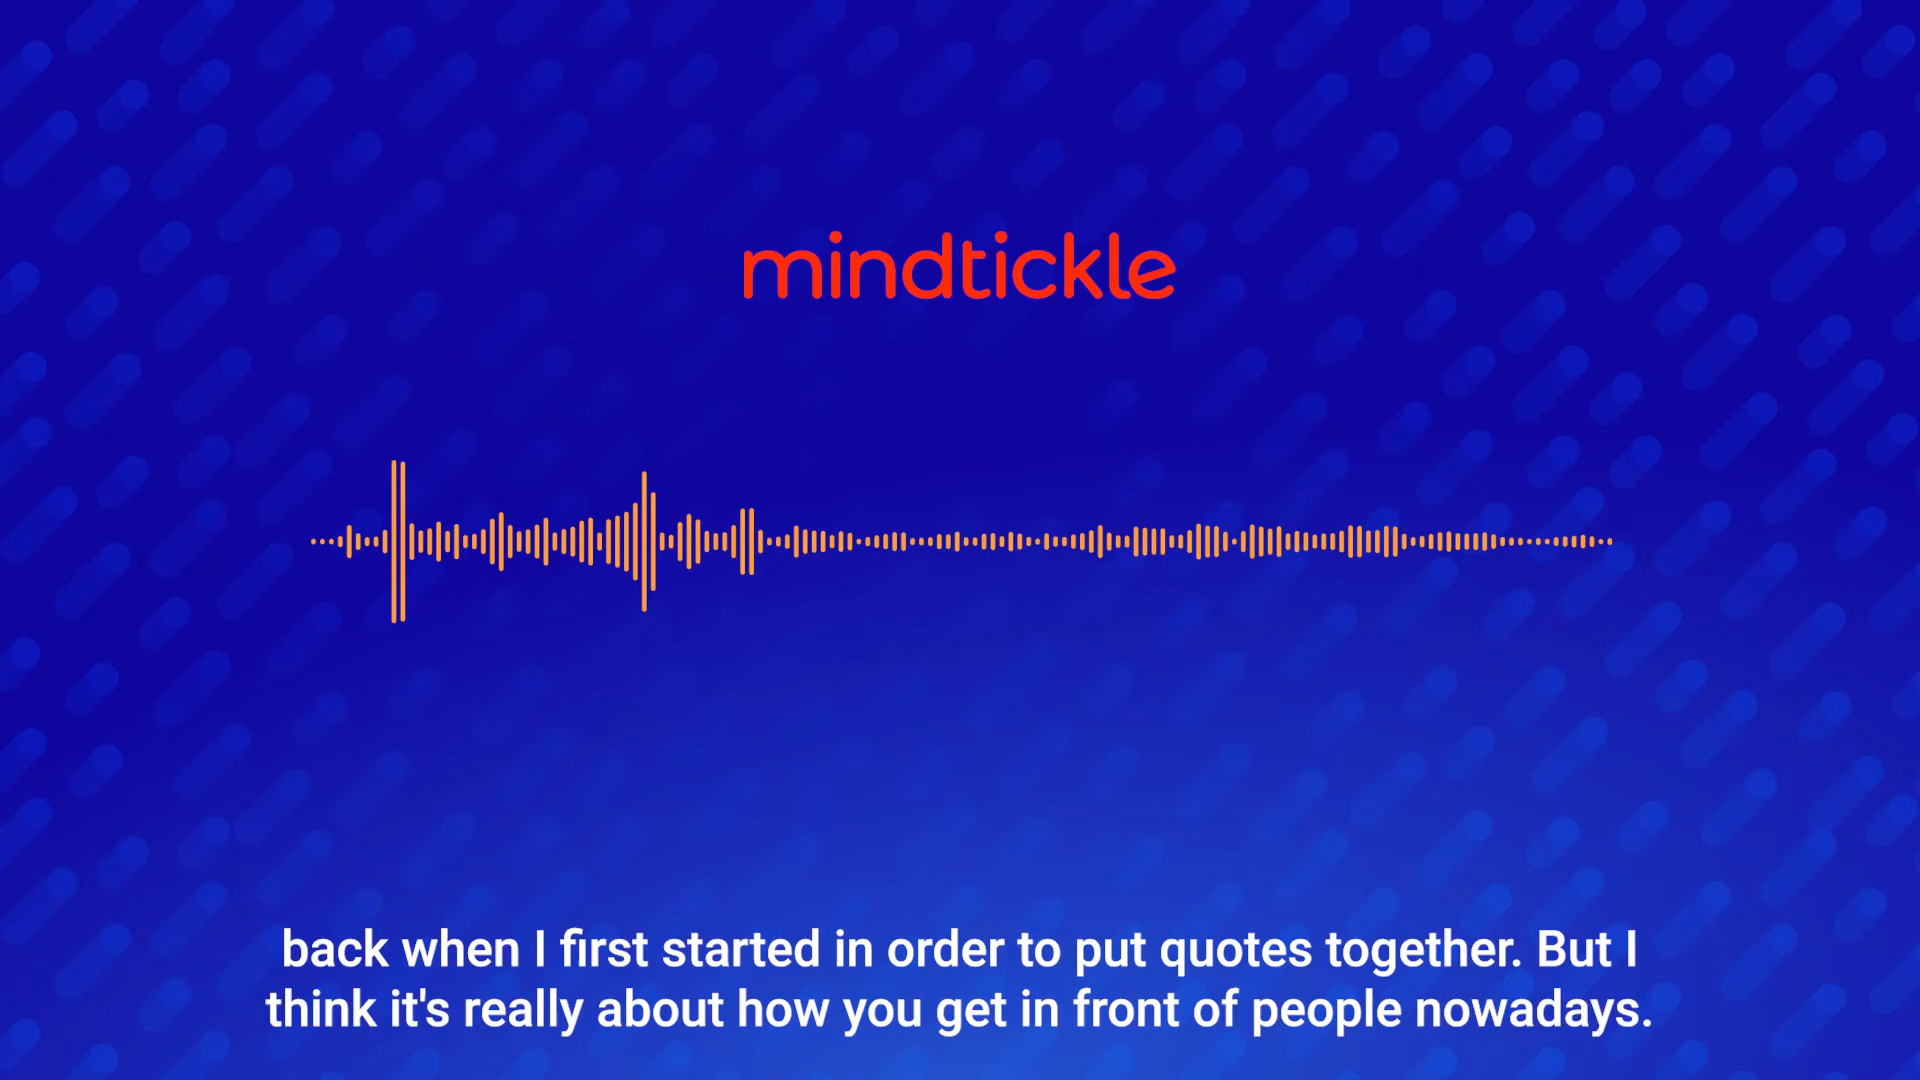 mindtickle
back when I first started in order to put quotes together. But I
think it's really about how you get in front of people nowadays.